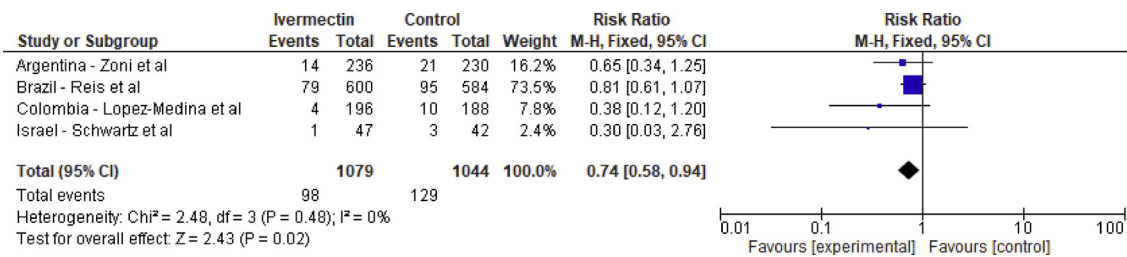 Ivermectin Control Risk Ratio Risk Ratio
Study or Subgroup Events Total Events Total Weight M-H, Fixed, 95% CI M-H, Fixed, 95% CI
Argentina - Zoni et al 14 236 21 230 16.2% 0.65 [0.34, 1.25]
Brazil - Reis et al 79 600 95 584 73.5% 0.81 [0.61, 1.07]
Colombia - Lopez-Medina et al 4 196 10 188 7.8% 0.38 [0.12, 1.20]
Israel - Schwartz et al 1 47 3 42 2.4% 0.30 [0.03, 2.76]
Total (95% CI) 1079 1044 100.0% 0.74 [0.58, 0.94]
Total events 98 129
Heterogeneity: Chi² = 2.48, df = 3 (P = 0.48); I² = 0%
Test for overall effect: Z = 2.43 (P = 0.02)
0.01 0.1 1 10 100
Favours [experimental] Favours [control]